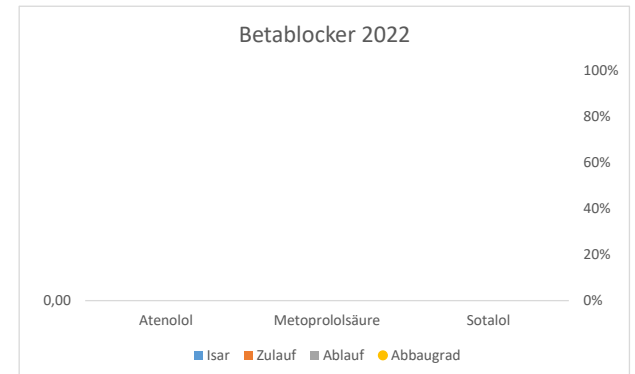 Betablocker 2022
100%
80%
60%
40%
20%
0,00
0%
Atenolol Metoprololsäure Sotalol
Isar Zulauf Ablauf Abbaugrad